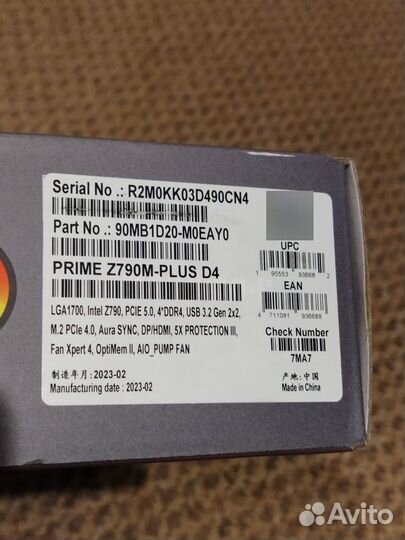 Serial No .: R2M0KK03D490CN4
Part No .: 90MB1D20-M0EAY0
UPC
1 95553 93668 2
PRIME Z790M-PLUS D4
EAN
4 711081 936688
LGA1700, Intel Z790, PCIE 5.0, 4*DDR4, USB 3.2 Gen 2x2,
M.2 PCIe 4.0, Aura SYNC, DP/HDMI, 5X PROTECTION III,
Fan Xpert 4, OptiMem II, AIO_PUMP FAN
Check Number
7MA7
制造年月:2023-02
Manufacturing date : 2023-02
产地: 中国
Made in China
Avito